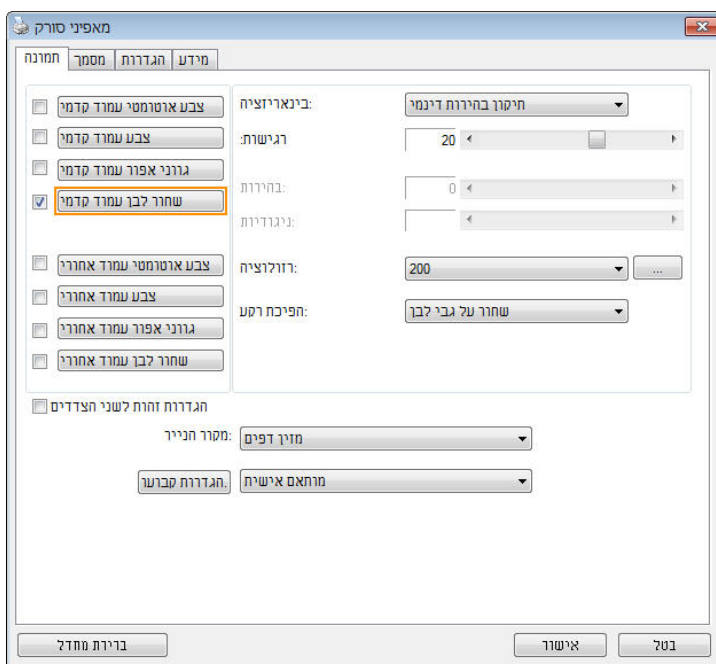 מאפיני סורק
תמונה
מסמך
הגדרות
מידע
צבע אוטומטי עמוד קדמי
צבע עמוד קדמי
גווני אפור עמוד קדמי
שחור לבן עמוד קדמי
צבע אוטומטי עמוד אחורי
צבע עמוד אחורי
גווני אפור עמוד אחורי
שחור לבן עמוד אחורי
בינאריזציה:
תיקון בהירות דינמי
רגישות:
20
בהירות:
0
ניגודיות:
רזולוציה:
200
...
הפיכת רקע:
שחור על גבי לבן
הגדרות זהות לשני הצדדים
מקור הנייר:
מזין דפים
הגדרות קבועו.
מותאם אישית
ברירת מחדל
אישור
בטל